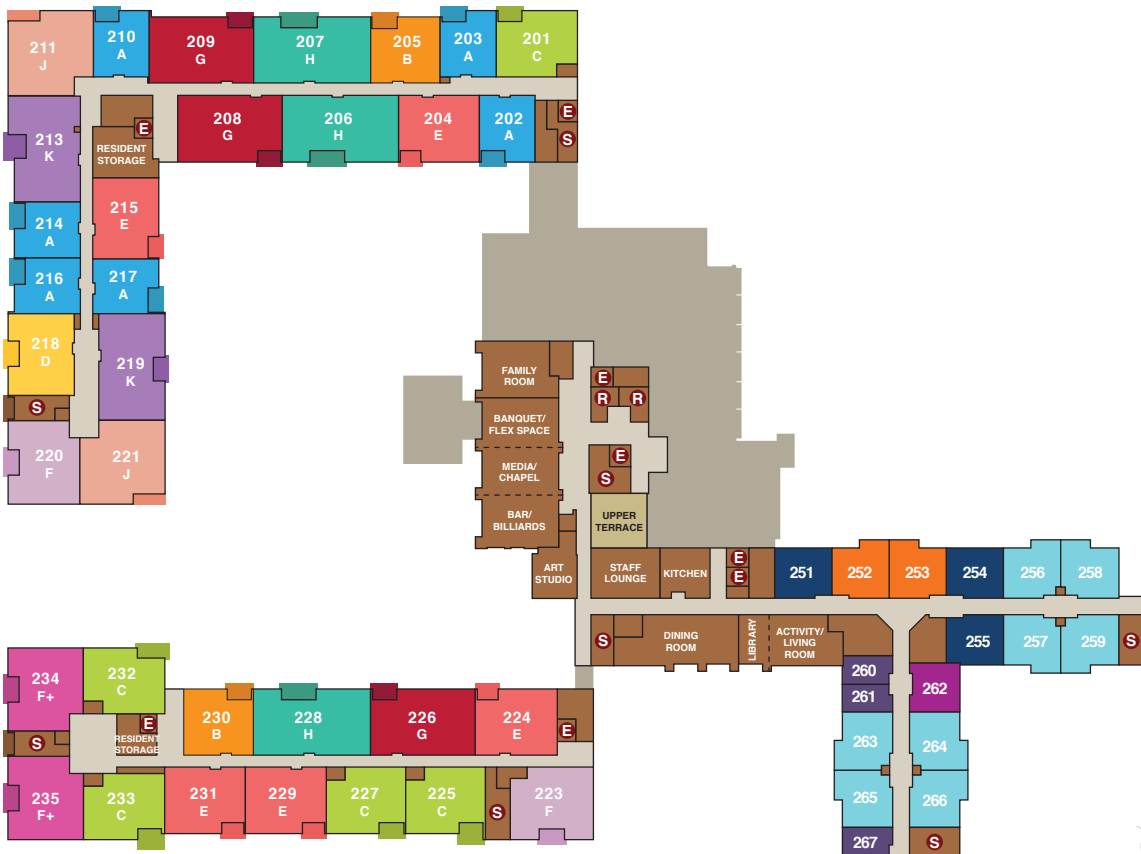 211
J
210
A
209
G
207
H
205
B
203
A
201
C
208
G
206
H
204
E
202
A
E
S
E
RESIDENT
STORAGE
213
K
215
E
214
A
216
A
217
A
218
D
219
K
S
220
F
221
J
FAMILY
ROOM
E
R
R
BANQUET/
FLEX SPACE
MEDIA/
CHAPEL
E
S
BAR/
BILLIARDS
UPPER
TERRACE
ART
STUDIO
STAFF
LOUNGE
KITCHEN
E
E
251
252
253
254
256
258
S
DINING
ROOM
LIBRARY
ACTIVITY/
LIVING
ROOM
255
257
259
S
260
261
262
263
264
265
266
267
S
234
F+
232
C
S
E
RESIDENT
STORAGE
230
B
228
H
226
G
224
E
E
235
F+
233
C
231
E
229
E
227
C
225
C
S
223
F